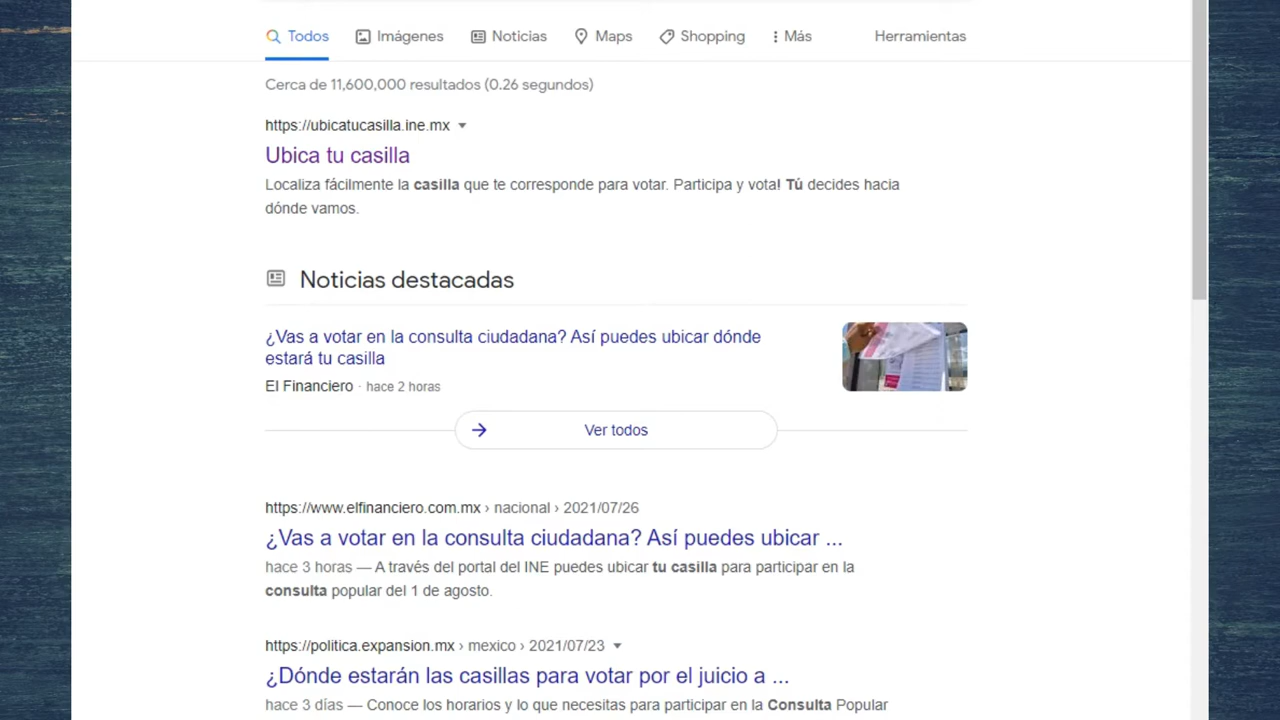 Todos Imágenes Noticias Maps Shopping Más Herramientas
Cerca de 11,600,000 resultados (0.26 segundos)
https://ubicatucasilla.ine.mx
Ubica tu casilla
Localiza fácilmente la casilla que te corresponde para votar. Participa y vota! Tú decides hacia
dónde vamos.
Noticias destacadas
¿Vas a votar en la consulta ciudadana? Así puedes ubicar dónde
estará tu casilla
El Financiero · hace 2 horas
Ver todos
https://www.elfinanciero.com.mx › nacional › 2021/07/26
¿Vas a votar en la consulta ciudadana? Así puedes ubicar ...
hace 3 horas — A través del portal del INE puedes ubicar tu casilla para participar en la
consulta popular del 1 de agosto.
https://politica.expansion.mx › mexico › 2021/07/23
¿Dónde estarán las casillas para votar por el juicio a ...
hace 3 días — Conoce los horarios y lo que necesitas para participar en la Consulta Popular